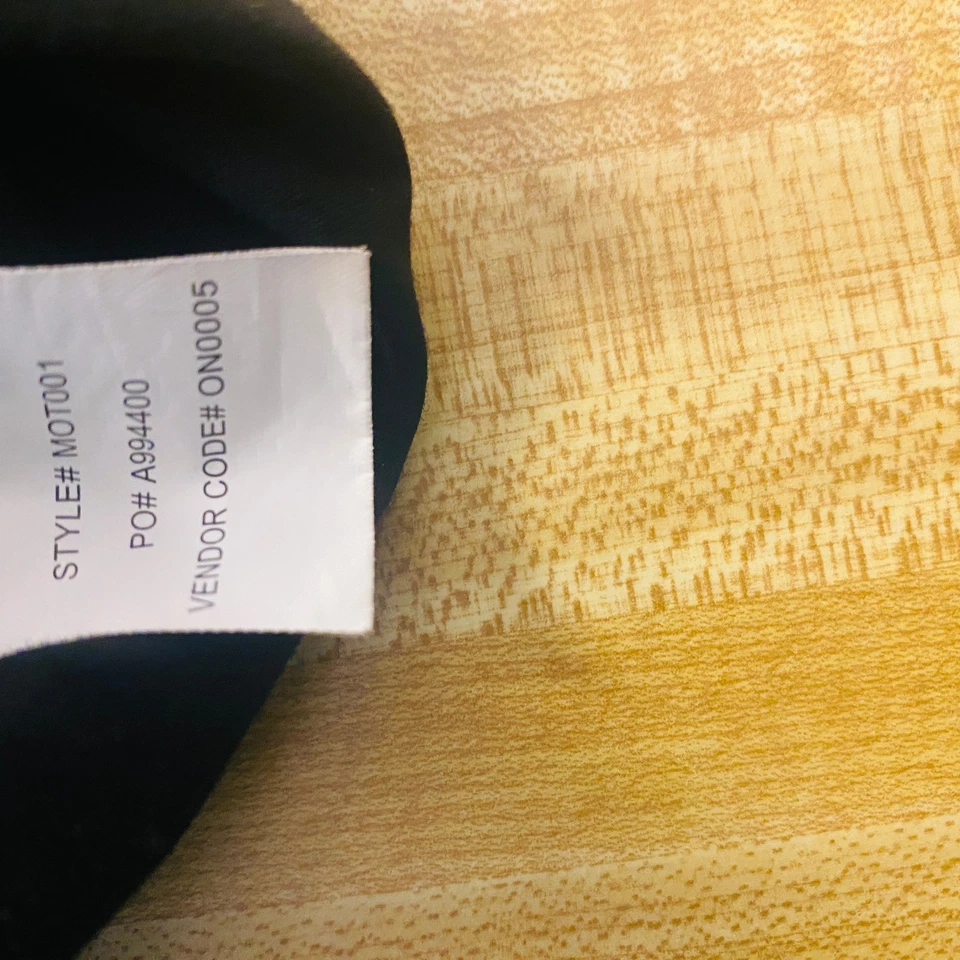 STYLE# MOT001
PO# A994400
VENDOR CODE# ON0005